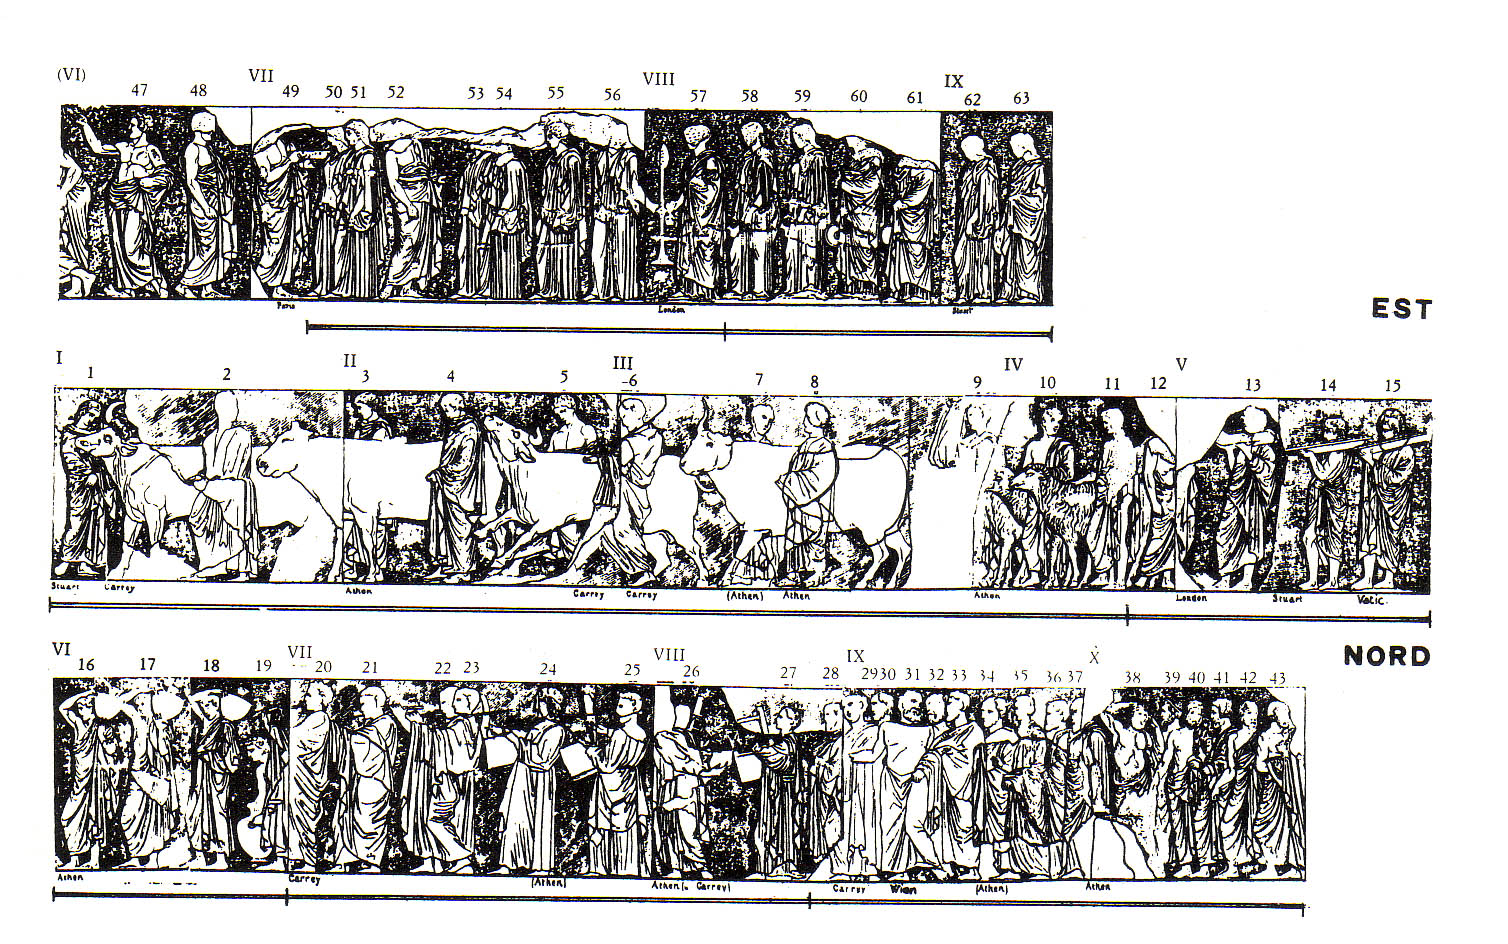 (VI) VII VIII IX
47 48 49 50 51 52 53 54 55 56 57 58 59 60 61 62 63
Paris London Stuart
EST
I II III IV V
1 2 3 4 5 6 7 8 9 10 11 12 13 14 15
Stuart Carrey Athen Carrey Carrey (Athen) Athen Athen London Stuart Vatic.
NORD
VI VII VIII IX X
16 17 18 19 20 21 22 23 24 25 26 27 28 29 30 31 32 33 34 35 36 37 38 39 40 41 42 43
Athen Carrey (Athen) Athen (u. Carrey) Carrey Wien (Athen) Athen